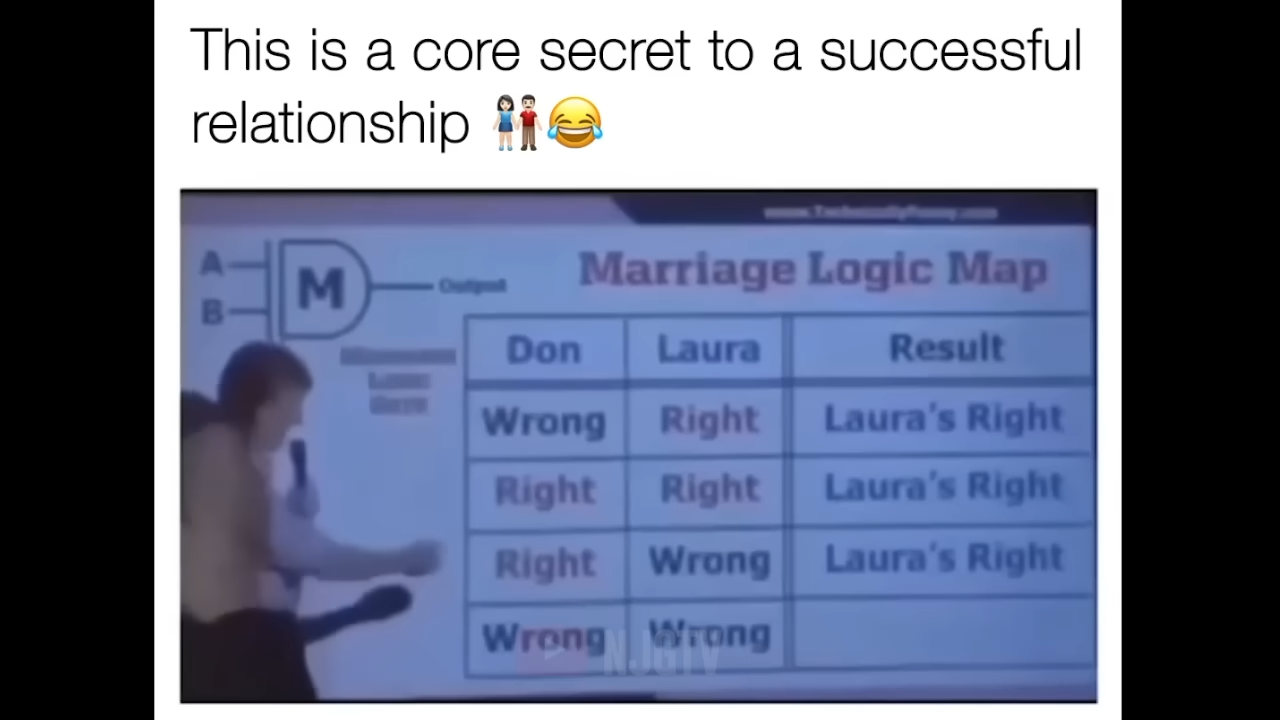 This is a core secret to a successful
relationship 👫😂
A
M
Output
B
Marriage Logic Map
Don Laura Result
Wrong Right Laura's Right
Right Right Laura's Right
Right Wrong Laura's Right
Wrong Wrong
NJGTV